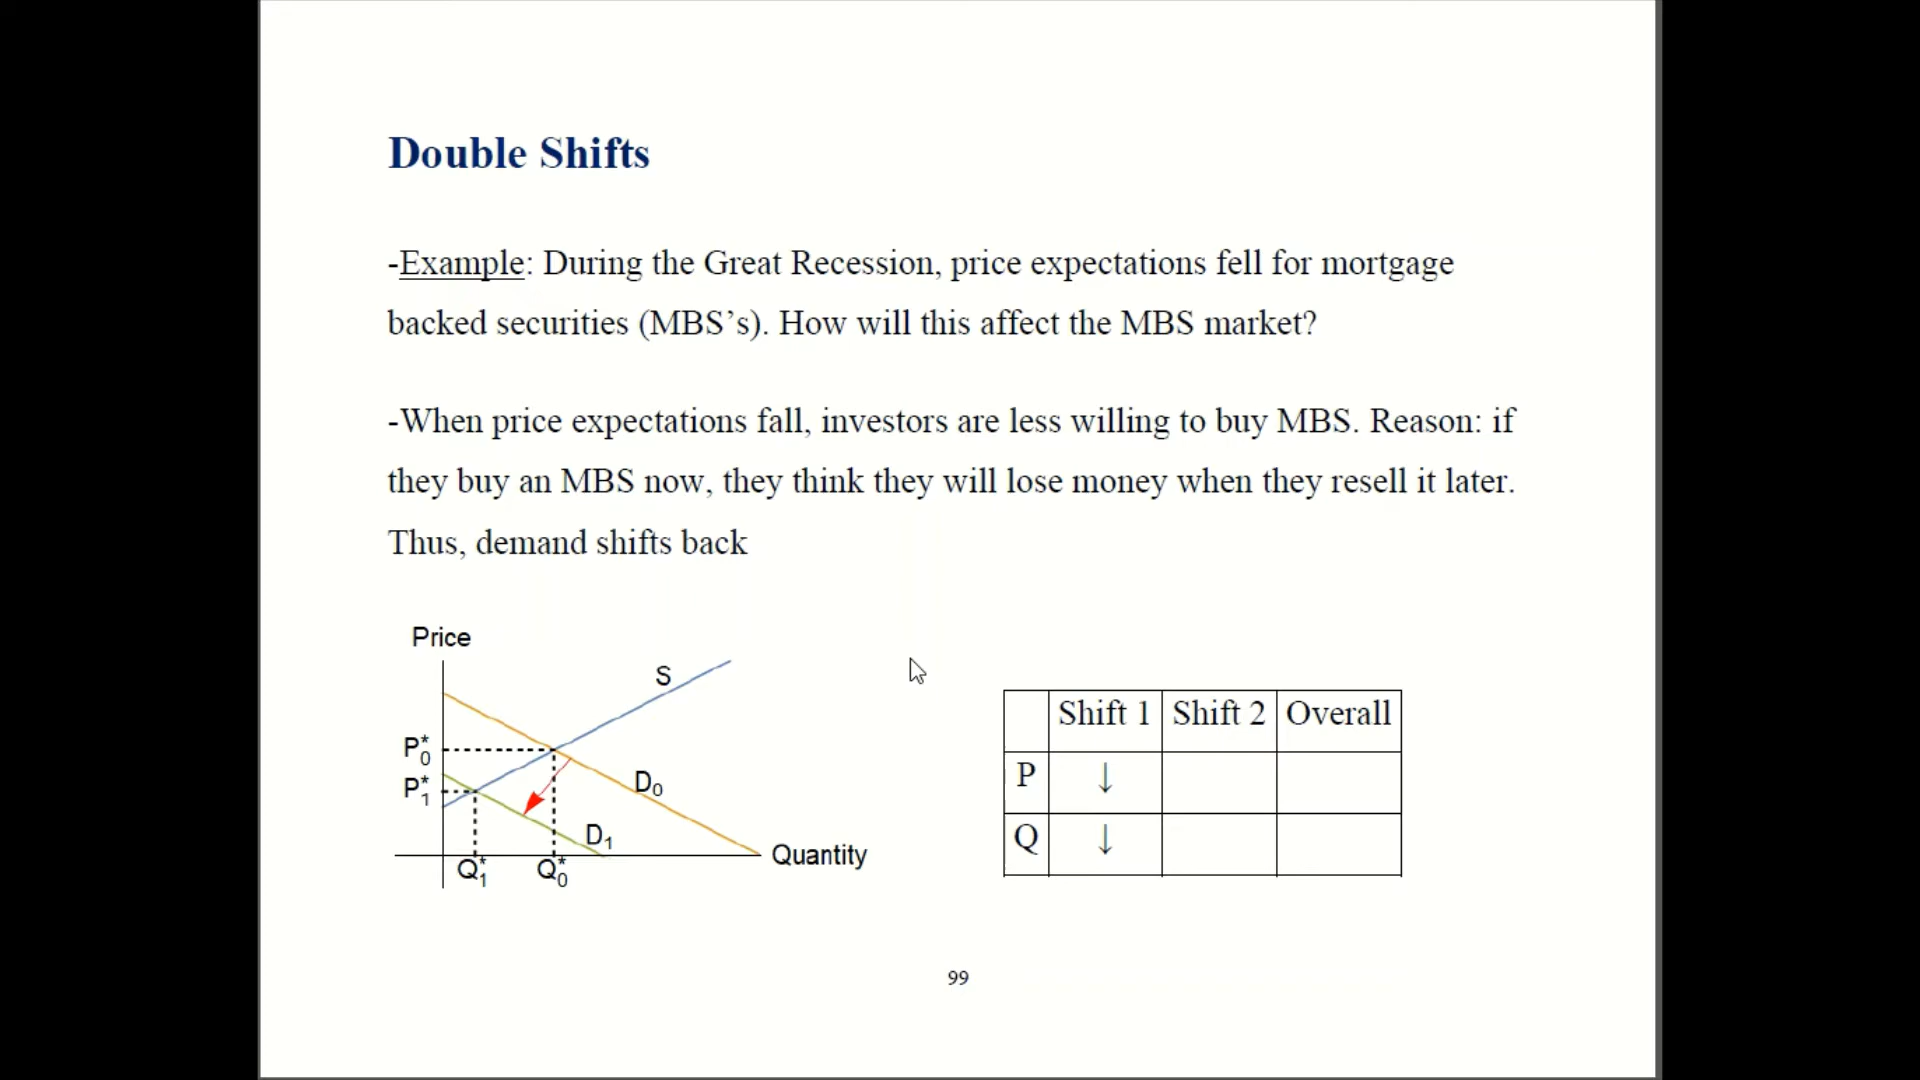 Double Shifts
-Example: During the Great Recession, price expectations fell for mortgage
backed securities (MBS’s). How will this affect the MBS market?
-When price expectations fall, investors are less willing to buy MBS. Reason: if
they buy an MBS now, they think they will lose money when they resell it later.
Thus, demand shifts back
Price
S
P*0
P*1
D0
D1
Quantity
Q*1 Q*0
Shift 1 Shift 2 Overall
P ↓
Q ↓
99